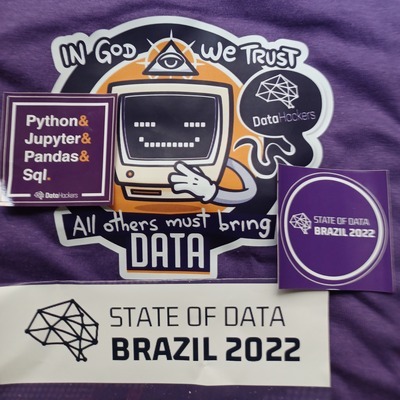 IN GOD WE TRUST
DataHackers
Python&
Jupyter&
Pandas&
Sql.
DataHackers
All others must bring
DATA
STATE OF DATA
BRAZIL 2022
STATE OF DATA
BRAZIL 2022